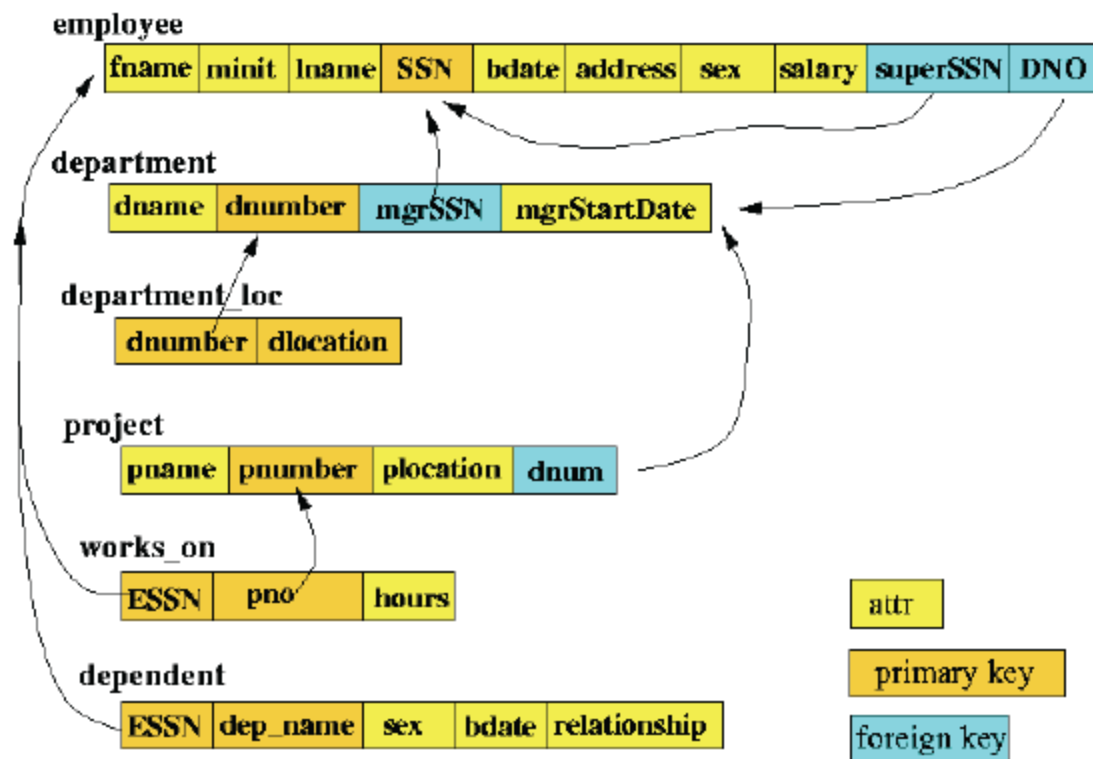 employee
fname minit lname SSN bdate address sex salary superSSN DNO
department
dname dnumber mgrSSN mgrStartDate
department_loc
dnumber dlocation
project
pname pnumber plocation dnum
works_on
ESSN pno hours
attr
primary key
dependent
ESSN dep_name sex bdate relationship
foreign key